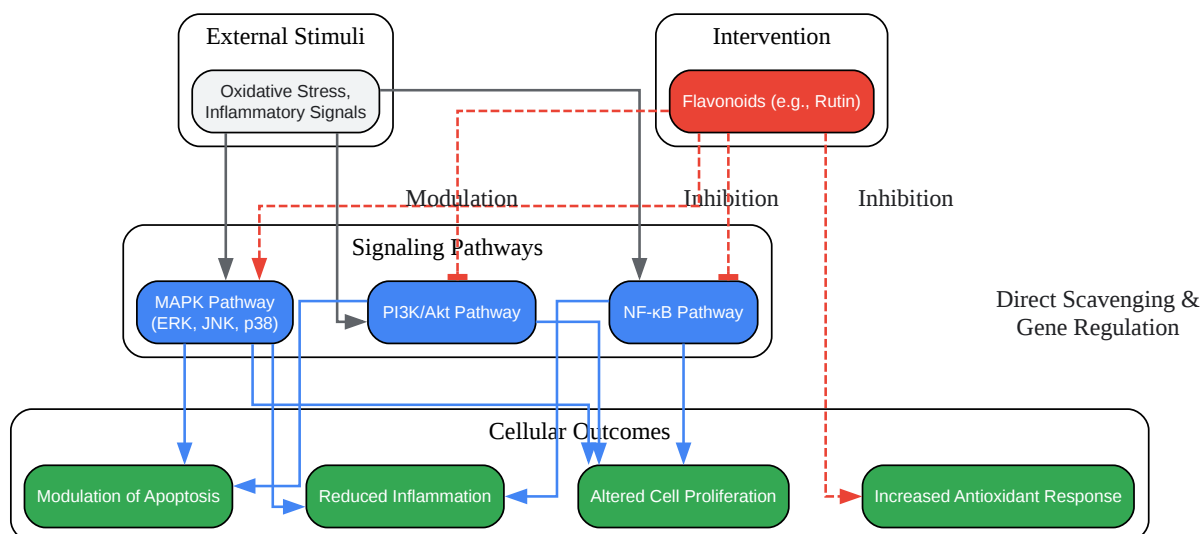 External Stimuli
Intervention
Oxidative Stress,
Inflammatory Signals
Flavonoids (e.g., Rutin)
Modulation
Inhibition
Inhibition
Signaling Pathways
MAPK Pathway
(ERK, JNK, p38)
PI3K/Akt Pathway
NF-κB Pathway
Direct Scavenging &
Gene Regulation
Cellular Outcomes
Modulation of Apoptosis
Reduced Inflammation
Altered Cell Proliferation
Increased Antioxidant Response